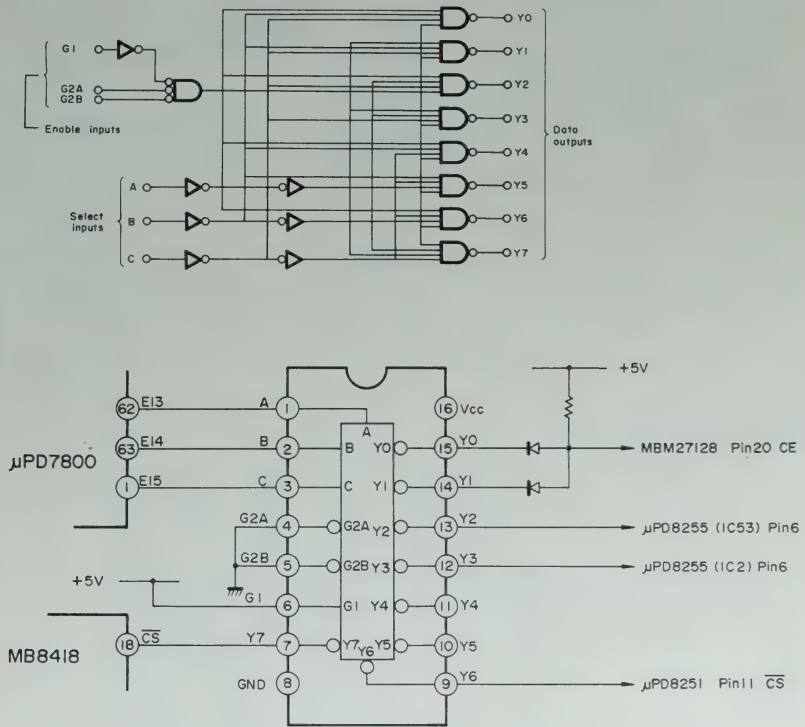 G1
G2A
G2B
Enable inputs
A
B
C
Select inputs
Y0
Y1
Y2
Y3
Y4
Y5
Y6
Y7
Data outputs
μPD7800
62 E13 A 1
63 E14 B 2
1 E15 C 3
G2A 4
G2B 5
+5V
G1 6
MB8418
18 CS Y7 7
GND 8
A
B Y0
C Y1
G2A Y2
G2B Y3
G1 Y4
Y7 Y6 Y5
16 Vcc
+5V
15 Y0 MBM27128 Pin20 CE
14 Y1
13 Y2 μPD8255 (IC53) Pin6
12 Y3 μPD8255 (IC2) Pin6
11 Y4
10 Y5
9 Y6 μPD8251 Pin11 CS